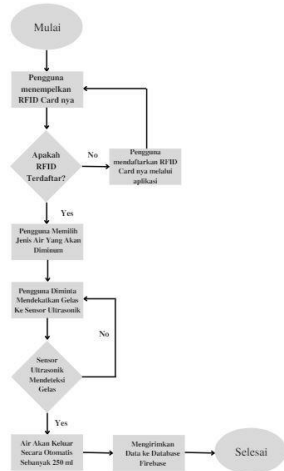 Mulai
Pengguna
menempelkan
RFID Card nya
Apakah
RFID
Terdaftar?
No
Pengguna
mendaftarkan RFID
Card nya melalui
aplikasi
Yes
Pengguna Memilih
Jenis Air Yang Akan
Diminum
Pengguna Diminta
Mendekatkan Gelas
Ke Sensor Ultrasonik
No
Sensor
Ultrasonik
Mendeteksi
Gelas
Yes
Air Akan Keluar
Secara Otomatis
Sebanyak 250 ml
Mengirimkan
Data ke Database
Firebase
Selesai